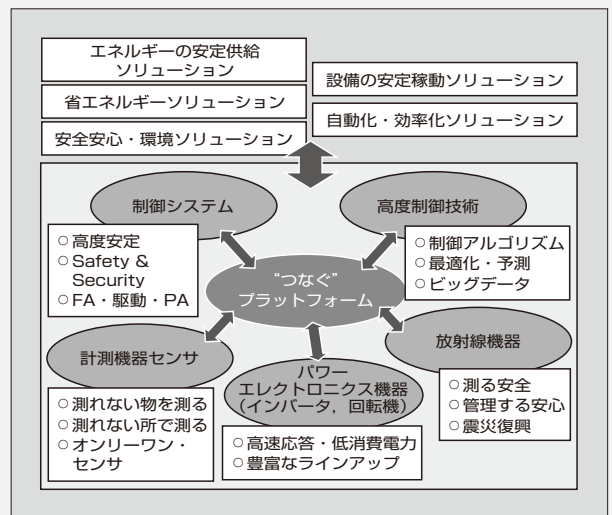 エネルギーの安定供給
ソリューション
省エネルギーソリューション
安全安心・環境ソリューション
設備の安定稼動ソリューション
自動化・効率化ソリューション
制御システム
○高度安定
○Safety &
Security
○FA・駆動・PA
高度制御技術
○制御アルゴリズム
○最適化・予測
○ビッグデータ
“つなぐ”
プラットフォーム
計測機器センサ
○測れない物を測る
○測れない所で測る
○オンリーワン・
センサ
パワー
エレクトロニクス機器
（インバータ，回転機）
○高速応答・低消費電力
○豊富なラインアップ
放射線機器
○測る安全
○管理する安心
○震災復興